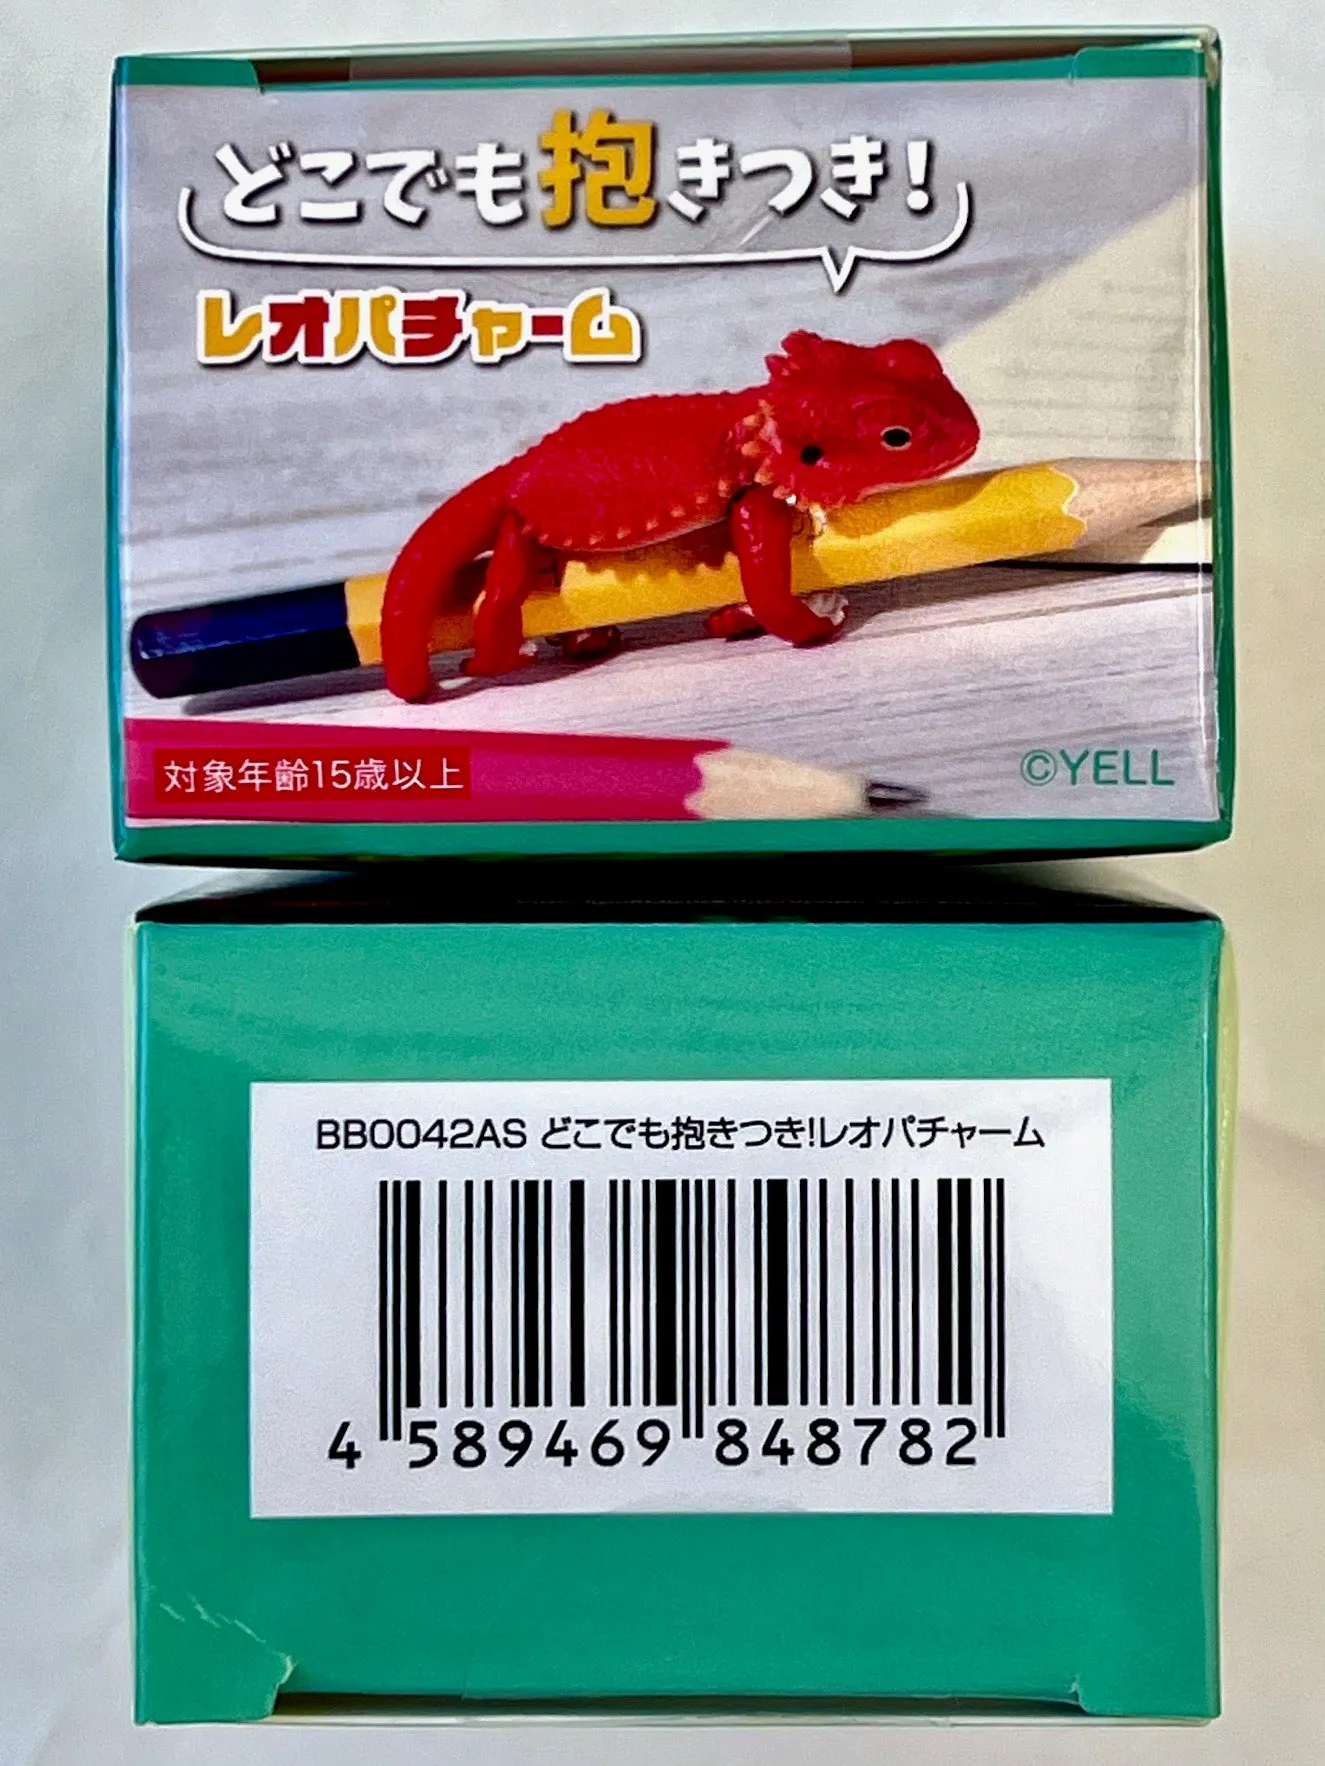 どこでも抱きつき!
レオパチャーム
対象年齢15歳以上
©YELL
BB0042AS どこでも抱きつき!レオパチャーム
4 589469 848782